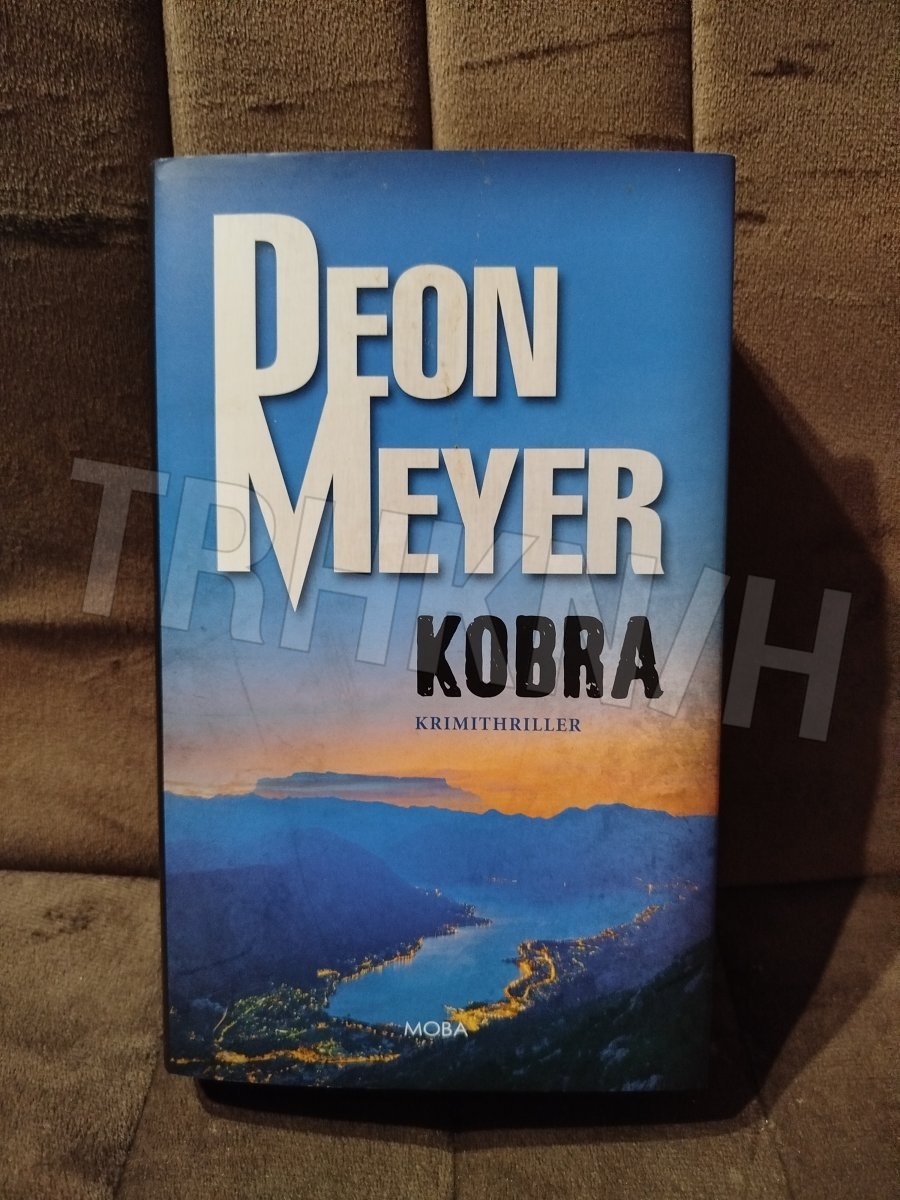 DEON
MEYER
KOBRA
KRIMITHRILLER
MOBA
TRHKNIH